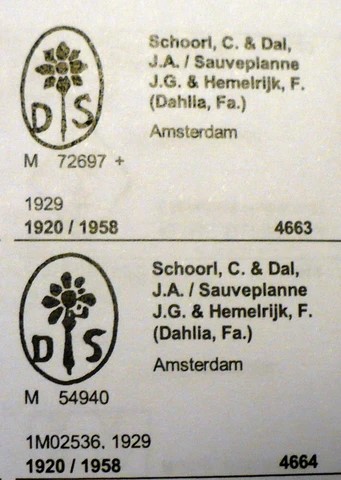 D S
Schoorl, C. & Dal,
J.A. / Sauveplanne
J.G. & Hemelrijk, F.
(Dahlia, Fa.)
Amsterdam
M 72697 +
1929
1920 / 1958 4663
D S
Schoorl, C. & Dal,
J.A. / Sauveplanne
J.G. & Hemelrijk, F.
(Dahlia, Fa.)
Amsterdam
M 54940
1M02536, 1929
1920 / 1958 4664